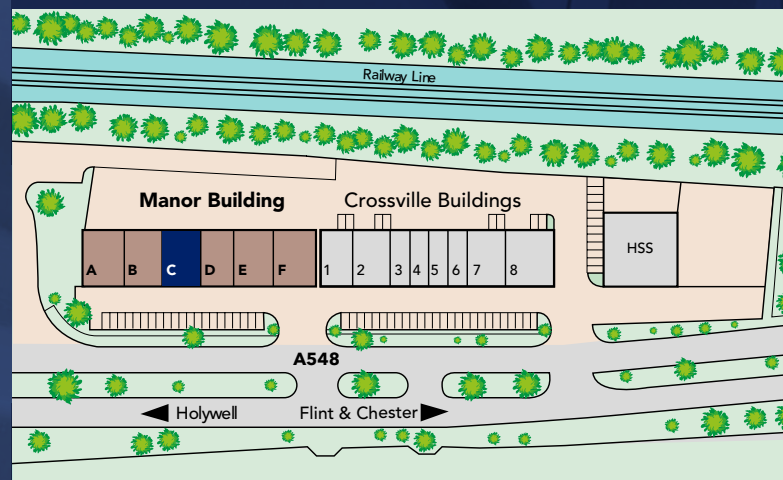 Railway Line
Manor Building
Crossville Buildings
HSS
A B C D E F 1 2 3 4 5 6 7 8
A548
Holywell
Flint & Chester